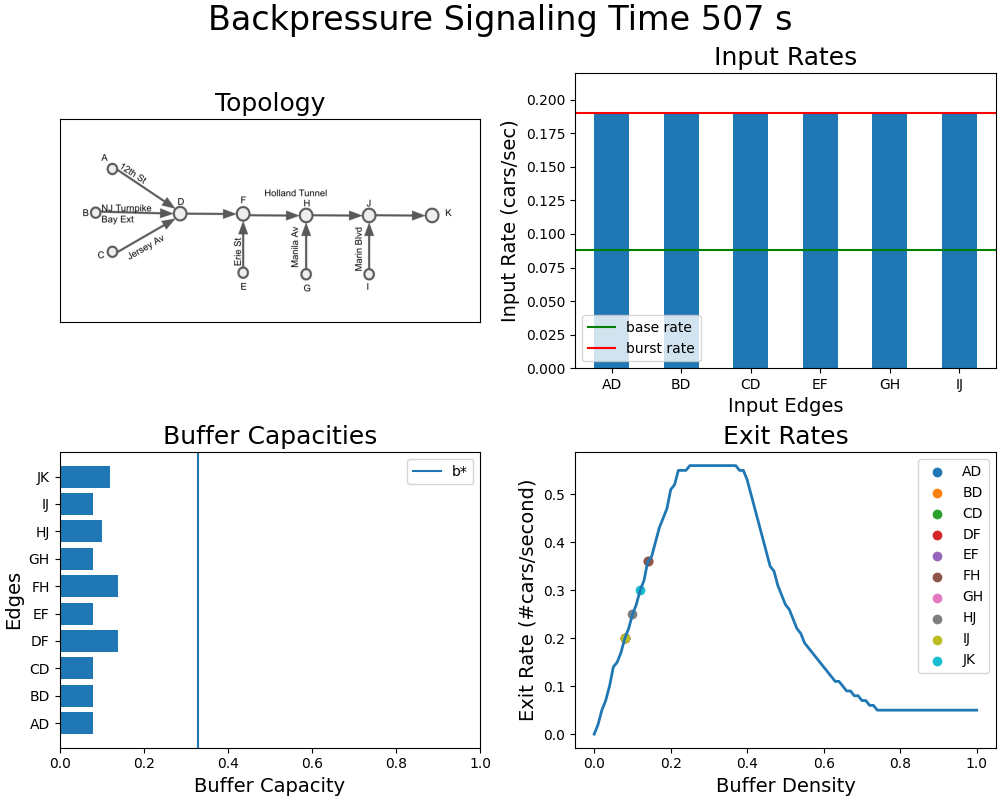 Backpressure Signaling Time 507 s
Topology
A
12th St
B
NJ Turnpike
Bay Ext
C
Jersey Av
D
F
Holland Tunnel
H
J
K
Erie St
Manila Av
Marin Blvd
E
G
I
Input Rates
Input Rate (cars/sec)
0.200
0.175
0.150
0.125
0.100
0.075
0.050
0.025
0.000
base rate
burst rate
AD BD CD EF GH IJ
Input Edges
Buffer Capacities
Edges
JK
IJ
HJ
GH
FH
EF
DF
CD
BD
AD
b*
0.0 0.2 0.4 0.6 0.8 1.0
Buffer Capacity
Exit Rates
Exit Rate (#cars/second)
0.5
0.4
0.3
0.2
0.1
0.0
AD
BD
CD
DF
EF
FH
GH
HJ
IJ
JK
0.0 0.2 0.4 0.6 0.8 1.0
Buffer Density